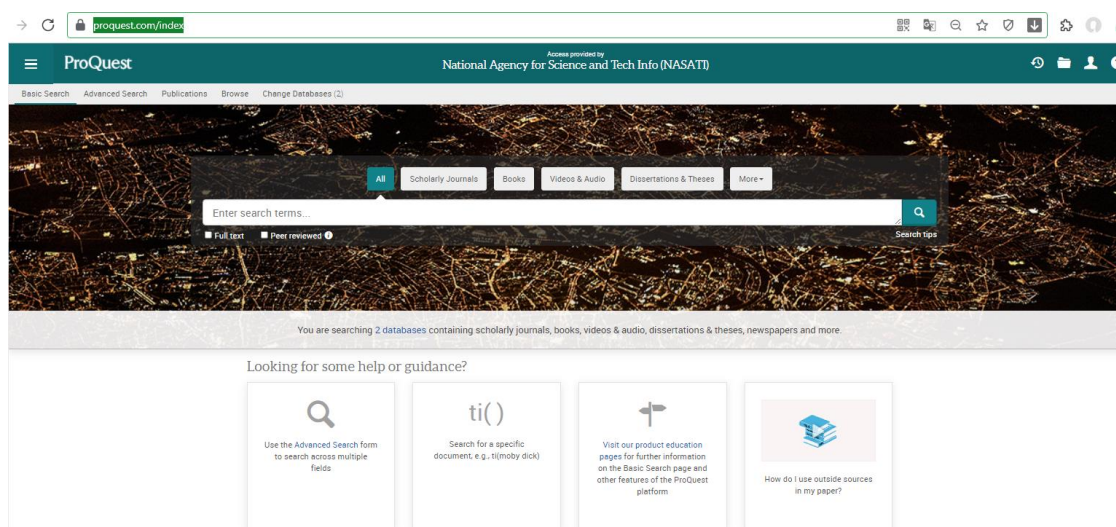 proquest.com/index
ProQuest
Access provided by
National Agency for Science and Tech Info (NASATI)
Basic Search Advanced Search Publications Browse Change Databases (2)
All Scholarly Journals Books Videos & Audio Dissertations & Theses More
Enter search terms...
Full text Peer reviewed
Search tips
You are searching 2 databases containing scholarly journals, books, videos & audio, dissertations & theses, newspapers and more.
Looking for some help or guidance?
Use the Advanced Search form
to search across multiple
fields
ti()
Search for a specific
document, e.g., ti(moby dick)
Visit our product education
pages for further information
on the Basic Search page and
other features of the ProQuest
platform
How do I use outside sources
in my paper?